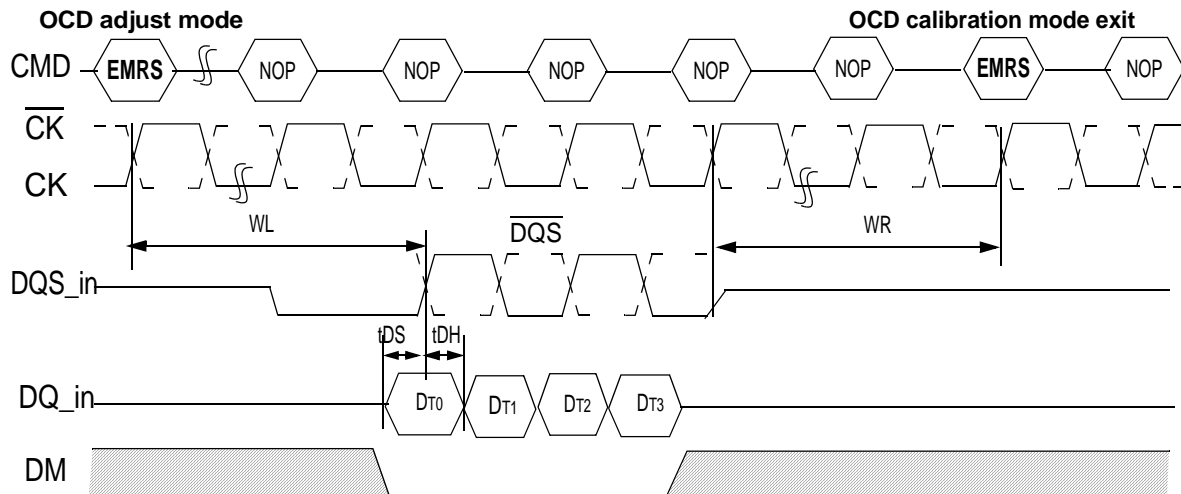 OCD adjust mode OCD calibration mode exit
CMD EMRS NOP NOP NOP NOP NOP EMRS NOP
CK
CK
WL DQS WR
DQS_in
tDS tDH
DQ_in DT0 DT1 DT2 DT3
DM